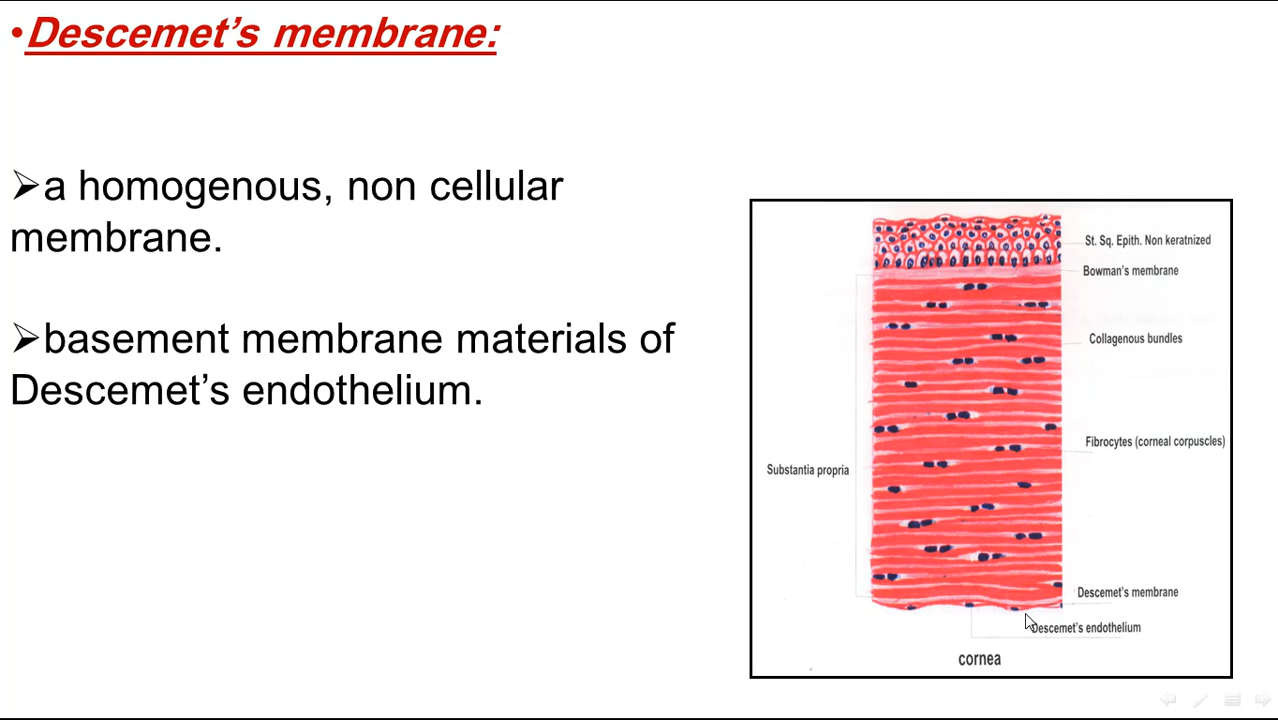 •Descemet’s membrane:
➢a homogenous, non cellular
membrane.
➢basement membrane materials of
Descemet’s endothelium.
St. Sq. Epith. Non keratnized
Bowman’s membrane
Collagenous bundles
Fibrocytes (corneal corpuscles)
Substantia propria
Descemet’s membrane
Descemet’s endothelium
cornea